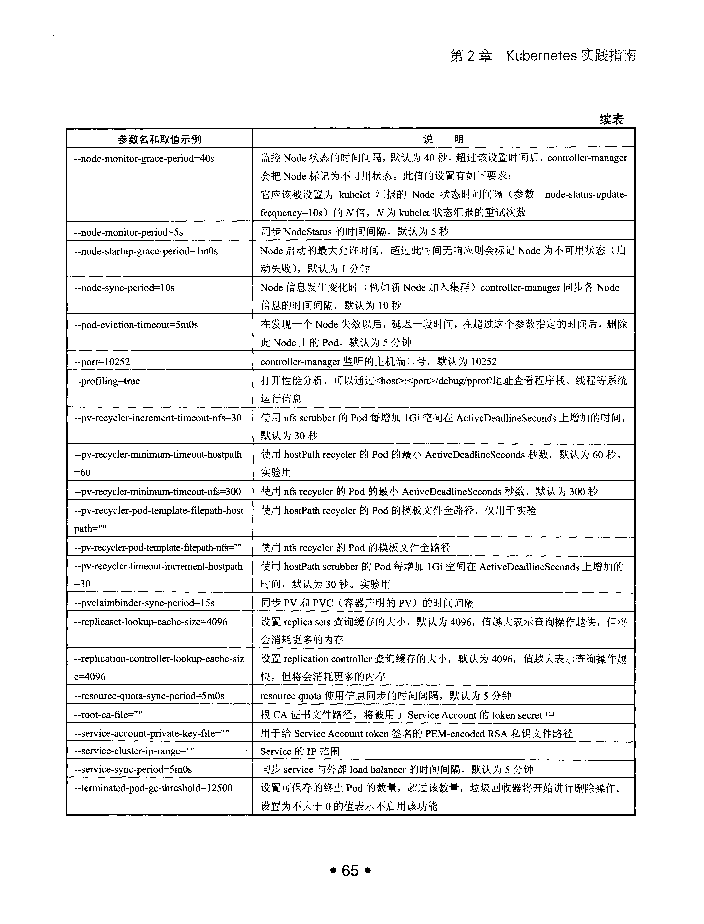 第 2 章 Kubernetes 实践指南
续表
参数名和取值示例 说 明
--node-monitor-grace-period=40s 监控 Node 状态的时间间隔，默认为 40 秒，超过该设置时间后，controller-manager
会把 Node 标记为不可用状态。此值的设置有如下要求：
它应该被设置为 kubelet 汇报的 Node 状态时间间隔（参数 --node-status-update-
frequency=10s）的 N 倍，N 为 kubelet 状态汇报的重试次数
--node-monitor-period=5s 同步 NodeStatus 的时间间隔，默认为 5 秒
--node-startup-grace-period=1m0s Node 启动的最大允许时间，超过此时间无响应则会标记 Node 为不可用状态（启
动失败），默认为 1 分钟
--node-sync-period=10s Node 信息发生变化时（例如新 Node 加入集群）controller-manager 同步各 Node
信息的时间间隔，默认为 10 秒
--pod-eviction-timeout=5m0s 在发现一个 Node 失效以后，延迟一段时间，在超过这个参数指定的时间后，删除
此 Node 上的 Pod，默认为 5 分钟
--port=10252 controller-manager 监听的主机端口号，默认为 10252
--profiling=true 打开性能分析，可以通过<host>:<port>/debug/pprof/地址查看程序栈、线程等系统
运行信息
--pv-recycler-increment-timeout-nfs=30 使用 nfs scrubber 的 Pod 每增加 1Gi 空间在 ActiveDeadlineSeconds 上增加的时间，
默认为 30 秒
--pv-recycler-minimum-timeout-hostpath 使用 hostPath recycler 的 Pod 的最小 ActiveDeadlineSeconds 秒数，默认为 60 秒，
=60 实验用
--pv-recycler-minimum-timeout-nfs=300 使用 nfs recycler 的 Pod 的最小 ActiveDeadlineSeconds 秒数，默认为 300 秒
--pv-recycler-pod-template-filepath-host 使用 hostPath recycler 的 Pod 的模板文件全路径，仅用于实验
path=""
--pv-recycler-pod-template-filepath-nfs="" 使用 nfs recycler 的 Pod 的模板文件全路径
--pv-recycler-timeout-increment-hostpath 使用 hostPath scrubber 的 Pod 每增加 1Gi 空间在 ActiveDeadlineSeconds 上增加的
=30 时间，默认为 30 秒，实验用
--pvclaimbinder-sync-period=15s 同步 PV 和 PVC（容器声明的 PV）的时间间隔
--replicaset-lookup-cache-size=4096 设置 replica sets 查询缓存的大小，默认为 4096，值越大表示查询操作越快，但将
会消耗更多的内存
--replication-controller-lookup-cache-siz 设置 replication controller 查询缓存的大小，默认为 4096，值越大表示查询操作越
e=4096 快，但将会消耗更多的内存
--resource-quota-sync-period=5m0s resource quota 使用信息同步的时间间隔，默认为 5 分钟
--root-ca-file="" 根 CA 证书文件路径，将被用于 Service Account 的 token secret 中
--service-account-private-key-file="" 用于给 Service Account token 签名的 PEM-encoded RSA 私钥文件路径
--service-cluster-ip-range="" Service 的 IP 范围
--service-sync-period=5m0s 同步 service 与外部 load balancer 的时间间隔，默认为 5 分钟
--terminated-pod-gc-threshold=12500 设置可保存的终止 Pod 的数量，超过该数量，垃圾回收器将开始进行删除操作。
设置为不大于 0 的值表示不启用该功能
• 65 •